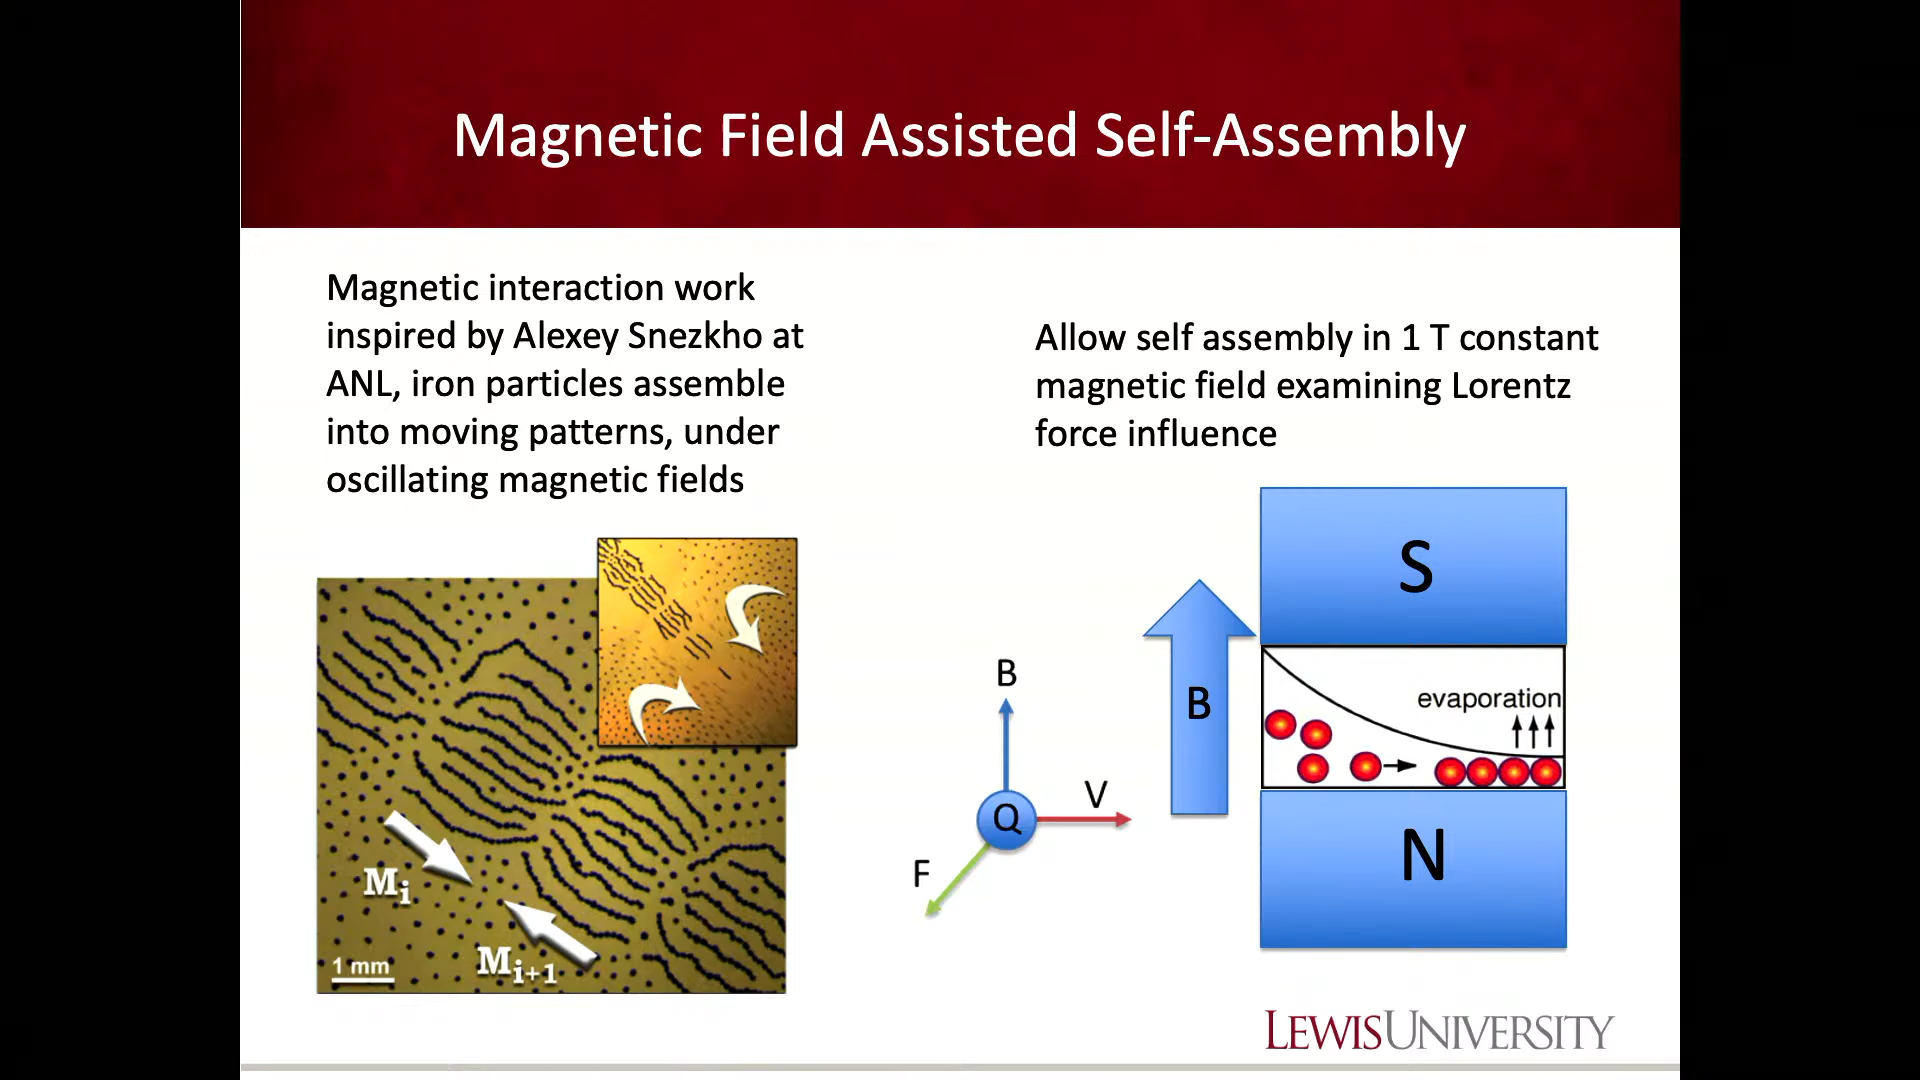 Magnetic Field Assisted Self-Assembly
Magnetic interaction work
inspired by Alexey Snezkho at
ANL, iron particles assemble
into moving patterns, under
oscillating magnetic fields
Mi
Mi+1
1 mm
Allow self assembly in 1 T constant
magnetic field examining Lorentz
force influence
B
Q
V
F
B
S
evaporation
N
LEWIS UNIVERSITY